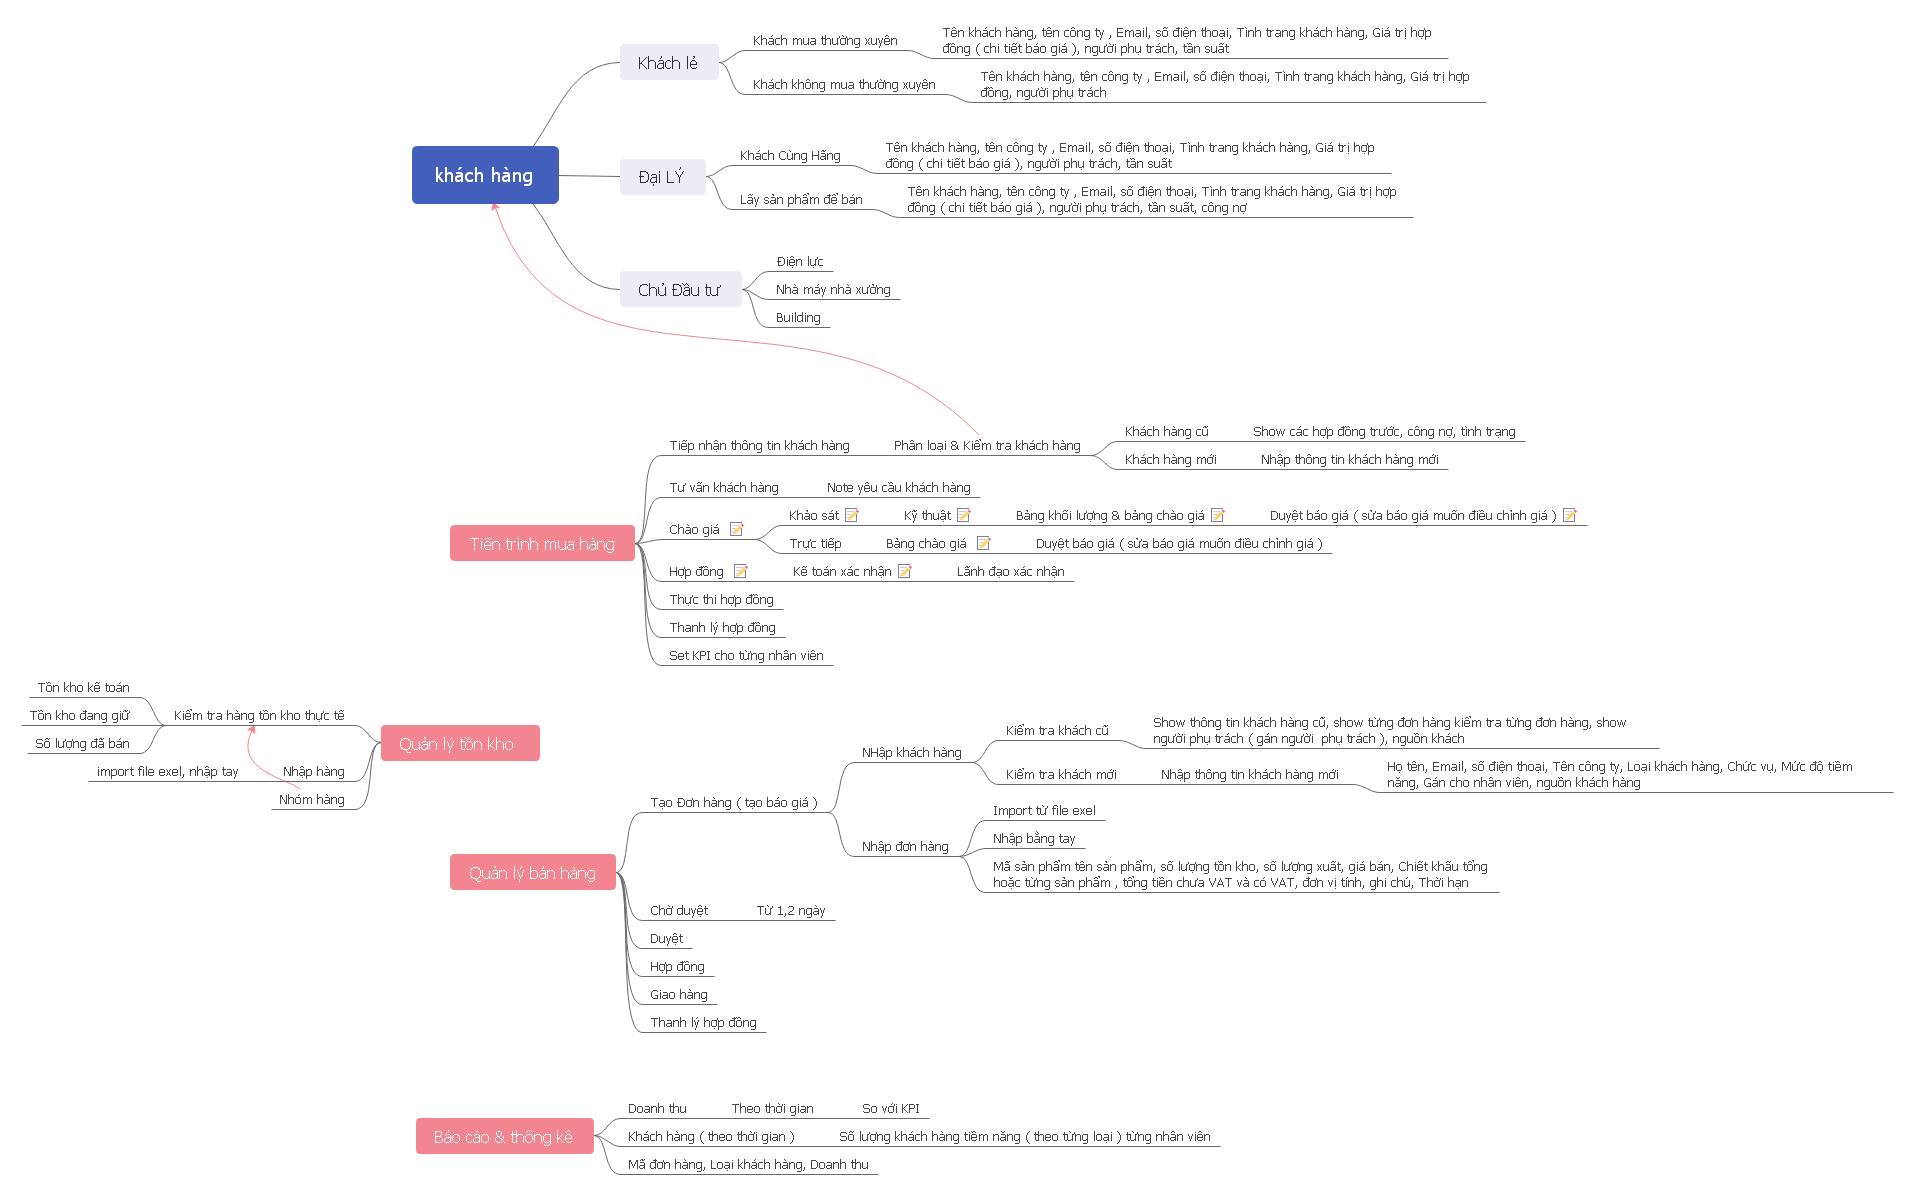 khách hàng
Khách lẻ
Khách mua thường xuyên
Tên khách hàng, tên công ty , Email, số điện thoại, Tình trang khách hàng, Giá trị hợp
đồng ( chi tiết báo giá ), người phụ trách, tần suất
Khách không mua thường xuyên
Tên khách hàng, tên công ty , Email, số điện thoại, Tình trang khách hàng, Giá trị hợp
đồng, người phụ trách
Đại LÝ
Khách Cùng Hãng
Tên khách hàng, tên công ty , Email, số điện thoại, Tình trang khách hàng, Giá trị hợp
đồng ( chi tiết báo giá ), người phụ trách, tần suất
Lấy sản phẩm để bán
Tên khách hàng, tên công ty , Email, số điện thoại, Tình trang khách hàng, Giá trị hợp
đồng ( chi tiết báo giá ), người phụ trách, tần suất, công nợ
Chủ Đầu tư
Điện lực
Nhà máy nhà xưởng
Building
Tiến trình mua hàng
Tiếp nhận thông tin khách hàng
Phân loại & Kiểm tra khách hàng
Khách hàng cũ
Show các hợp đồng trước, công nợ, tình trạng
Khách hàng mới
Nhập thông tin khách hàng mới
Tư vấn khách hàng
Note yêu cầu khách hàng
Chào giá
Khảo sát
Kỹ thuật
Bảng khối lượng & bảng chào giá
Duyệt báo giá ( sửa báo giá muốn điều chỉnh giá )
Trực tiếp
Bảng chào giá
Duyệt báo giá ( sửa báo giá muốn điều chỉnh giá )
Hợp đồng
Kế toán xác nhận
Lãnh đạo xác nhận
Thực thi hợp đồng
Thanh lý hợp đồng
Set KPI cho từng nhân viên
Quản lý tồn kho
Kiểm tra hàng tồn kho thực tế
Tồn kho kế toán
Tồn kho đang giữ
Số lượng đã bán
Nhập hàng
import file exel, nhập tay
Nhóm hàng
Quản lý bán hàng
Tạo Đơn hàng ( tạo báo giá )
NHập khách hàng
Kiểm tra khách cũ
Show thông tin khách hàng cũ, show từng đơn hàng kiểm tra từng đơn hàng, show
người phụ trách ( gán người  phụ trách ), nguồn khách
Kiểm tra khách mới
Nhập thông tin khách hàng mới
Họ tên, Email, số điện thoại, Tên công ty, Loại khách hàng, Chức vụ, Mức độ tiềm
năng, Gán cho nhân viên, nguồn khách hàng
Nhập đơn hàng
Import từ file exel
Nhập bằng tay
Mã sản phẩm tên sản phẩm, số lượng tồn kho, số lượng xuất, giá bán, Chiết khấu tổng
hoặc từng sản phẩm , tổng tiền chưa VAT và có VAT, đơn vị tính, ghi chú, Thời hạn
Chờ duyệt
Từ 1,2 ngày
Duyệt
Hợp đồng
Giao hàng
Thanh lý hợp đồng
Báo cáo & thống kê
Doanh thu
Theo thời gian
So với KPI
Khách hàng ( theo thời gian )
Số lượng khách hàng tiềm năng ( theo từng loại ) từng nhân viên
Mã đơn hàng, Loại khách hàng, Doanh thu